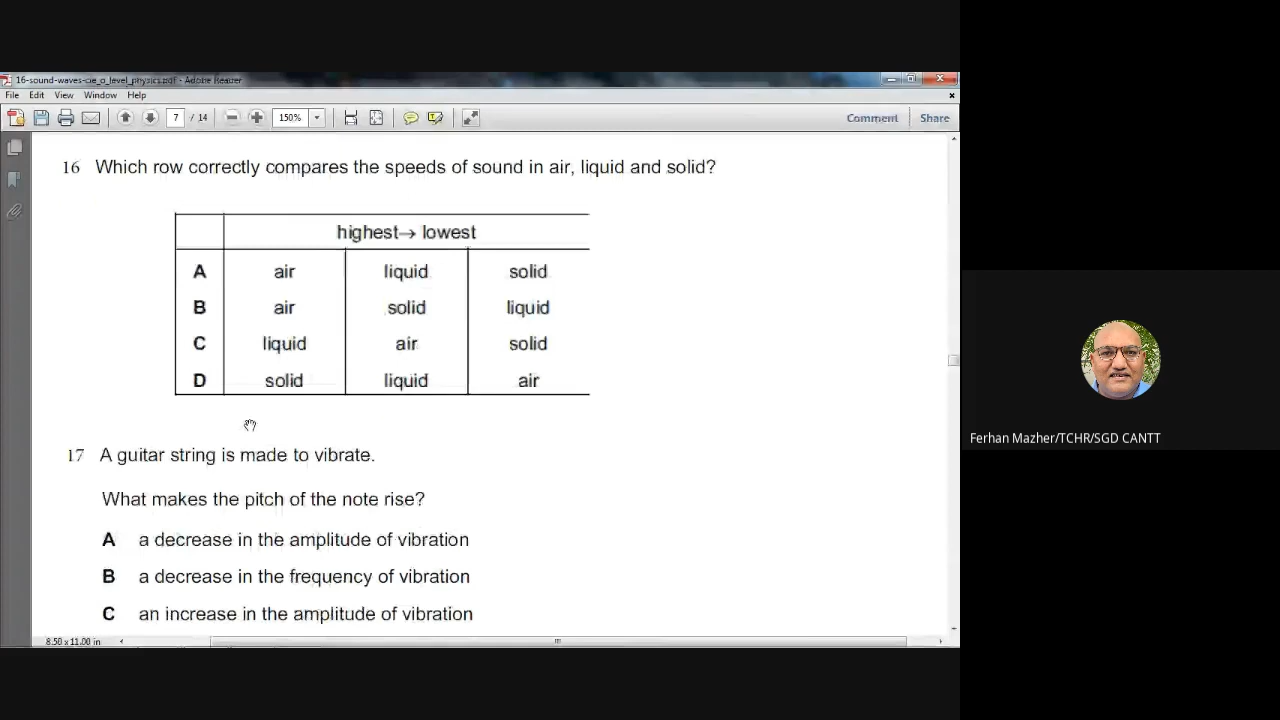 16-sound-waves-cie_o_level_physics.pdf - Adobe Reader
File Edit View Window Help
7 / 14 150% Comment Share
16 Which row correctly compares the speeds of sound in air, liquid and solid?
highest→ lowest
A air liquid solid
B air solid liquid
C liquid air solid
D solid liquid air
17 A guitar string is made to vibrate.
What makes the pitch of the note rise?
A a decrease in the amplitude of vibration
B a decrease in the frequency of vibration
C an increase in the amplitude of vibration
8.50 x 11.00 in
Ferhan Mazher/TCHR/SGD CANTT